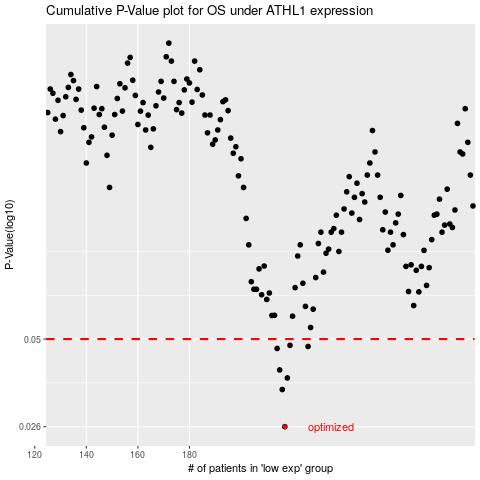 Cumulative P-Value plot for OS under ATHL1 expression
P-Value(log10)
0.05
0.026
optimized
120 140 160 180
# of patients in 'low exp' group